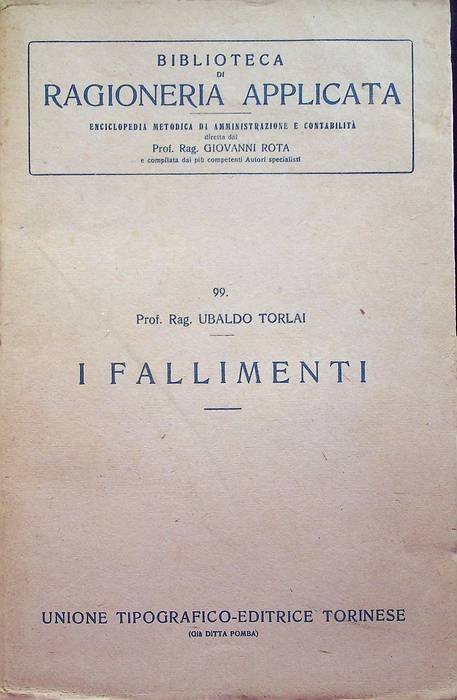 BIBLIOTECA
DI
RAGIONERIA APPLICATA
ENCICLOPEDIA METODICA DI AMMINISTRAZIONE E CONTABILITÀ
diretta dal
Prof. Rag. GIOVANNI ROTA
e compilata dai più competenti Autori specialisti
99.
Prof. Rag. UBALDO TORLAI
I FALLIMENTI
UNIONE TIPOGRAFICO-EDITRICE TORINESE
(Già DITTA POMBA)